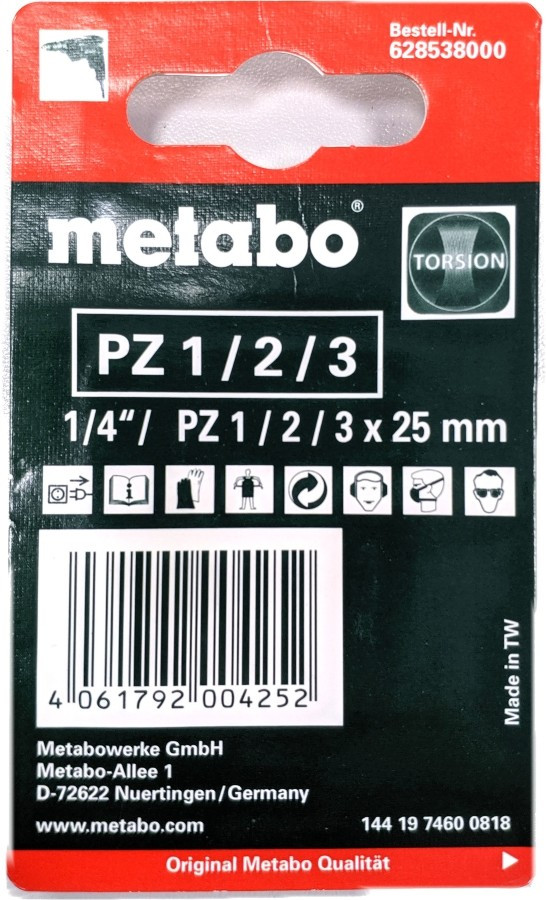 Bestell-Nr.
628538000
metabo®
TORSION
PZ 1 / 2 / 3
1/4“/ PZ 1 / 2 / 3 x 25 mm
4 061792 004252
Made in TW
Metabowerke GmbH
Metabo-Allee 1
D-72622 Nuertingen/Germany
www.metabo.com
144 19 7460 0818
Original Metabo Qualität